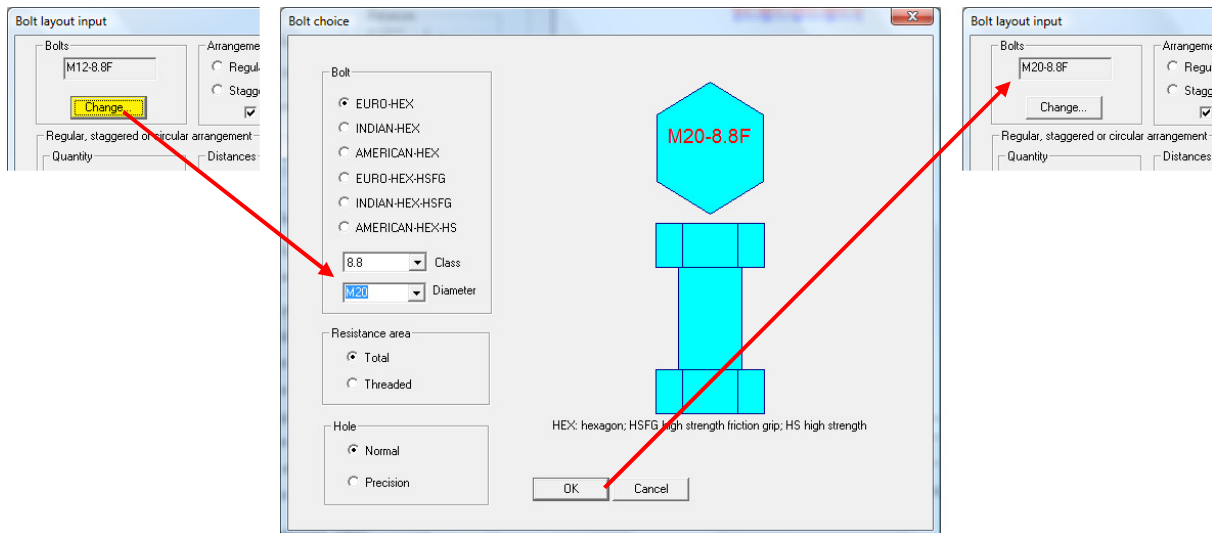 Bolt layout input
Bolts
M12-8.8F
Change...
Arrangeme
Regul
Stagg
Regular, staggered or circular arrangement
Quantity
Distances
Bolt choice
Bolt
EURO-HEX
INDIAN-HEX
AMERICAN-HEX
EURO-HEX-HSFG
INDIAN-HEX-HSFG
AMERICAN-HEX-HS
8.8 Class
M20 Diameter
Resistance area
Total
Threaded
Hole
Normal
Precision
M20-8.8F
HEX: hexagon; HSFG high strength friction grip; HS high strength
OK
Cancel
Bolt layout input
Bolts
M20-8.8F
Change...
Arrangeme
Regu
Stagg
Regular, staggered or circular arrangement
Quantity
Distances